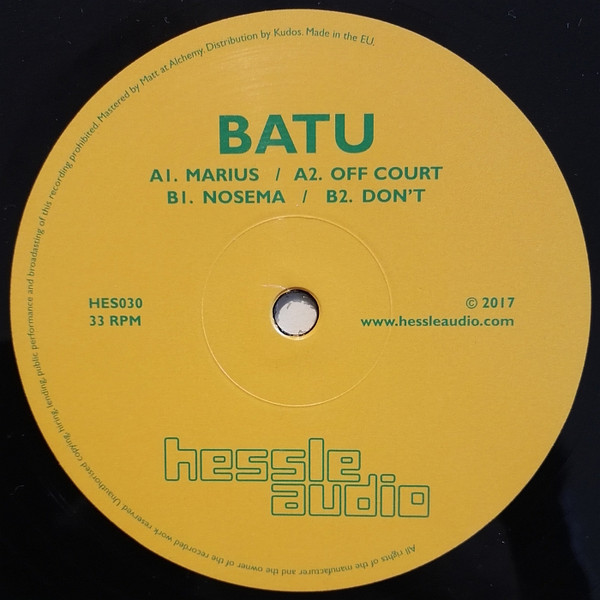 BATU
A1. MARIUS / A2. OFF COURT
B1. NOSEMA / B2. DON'T
HES030
33 RPM
© 2017
www.hessleaudio.com
hessle
audio
All rights of the manufacturer and the owner of the recorded work reserved. Unauthorised copying, hiring, lending, public performance and broadcasting of this recording prohibited. Mastered by Matt at Alchemy. Distribution by Kudos. Made in the EU.